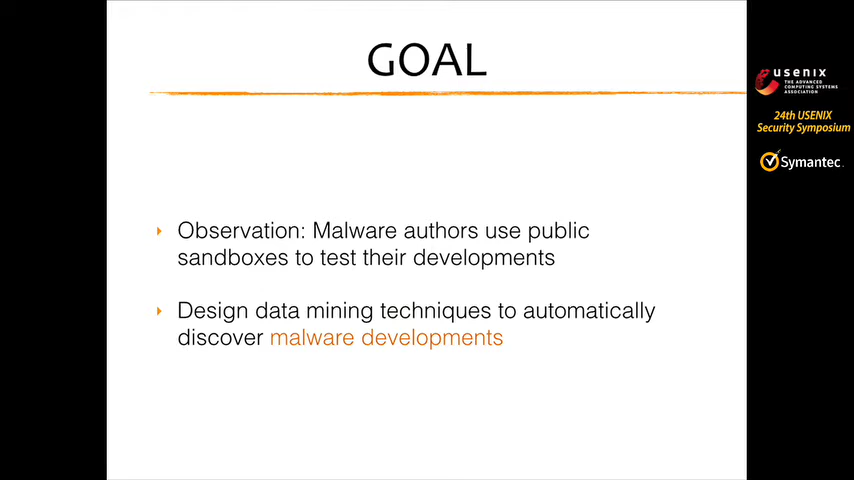 GOAL
Observation: Malware authors use public
sandboxes to test their developments
Design data mining techniques to automatically
discover malware developments
usenix
THE ADVANCED
COMPUTING SYSTEMS
ASSOCIATION
24th USENIX
Security Symposium
Symantec.